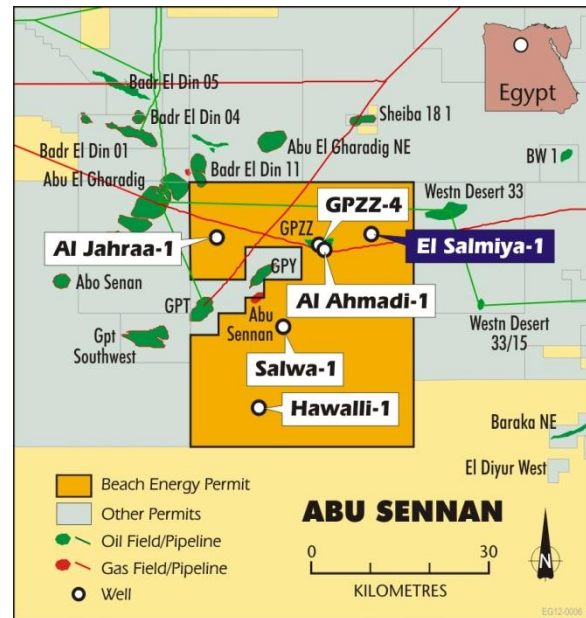 Badr El Din 05
Egypt
Badr El Din 04
Sheiba 18 1
Badr El Din 01
Abu El Gharadig NE
BW 1
Abu El Gharadig
Badr El Din 11
Westn Desert 33
GPZZ-4
Al Jahraa-1
GPZZ
El Salmiya-1
Abo Senan
GPY
Al Ahmadi-1
GPT
Abu
Sennan
Gpt
Southwest
Westn Desert
33/15
Salwa-1
Hawalli-1
Baraka NE
El Diyur West
Beach Energy Permit
Other Permits
Oil Field/Pipeline
Gas Field/Pipeline
Well
ABU SENNAN
0 30
KILOMETRES
N
EG12-0006